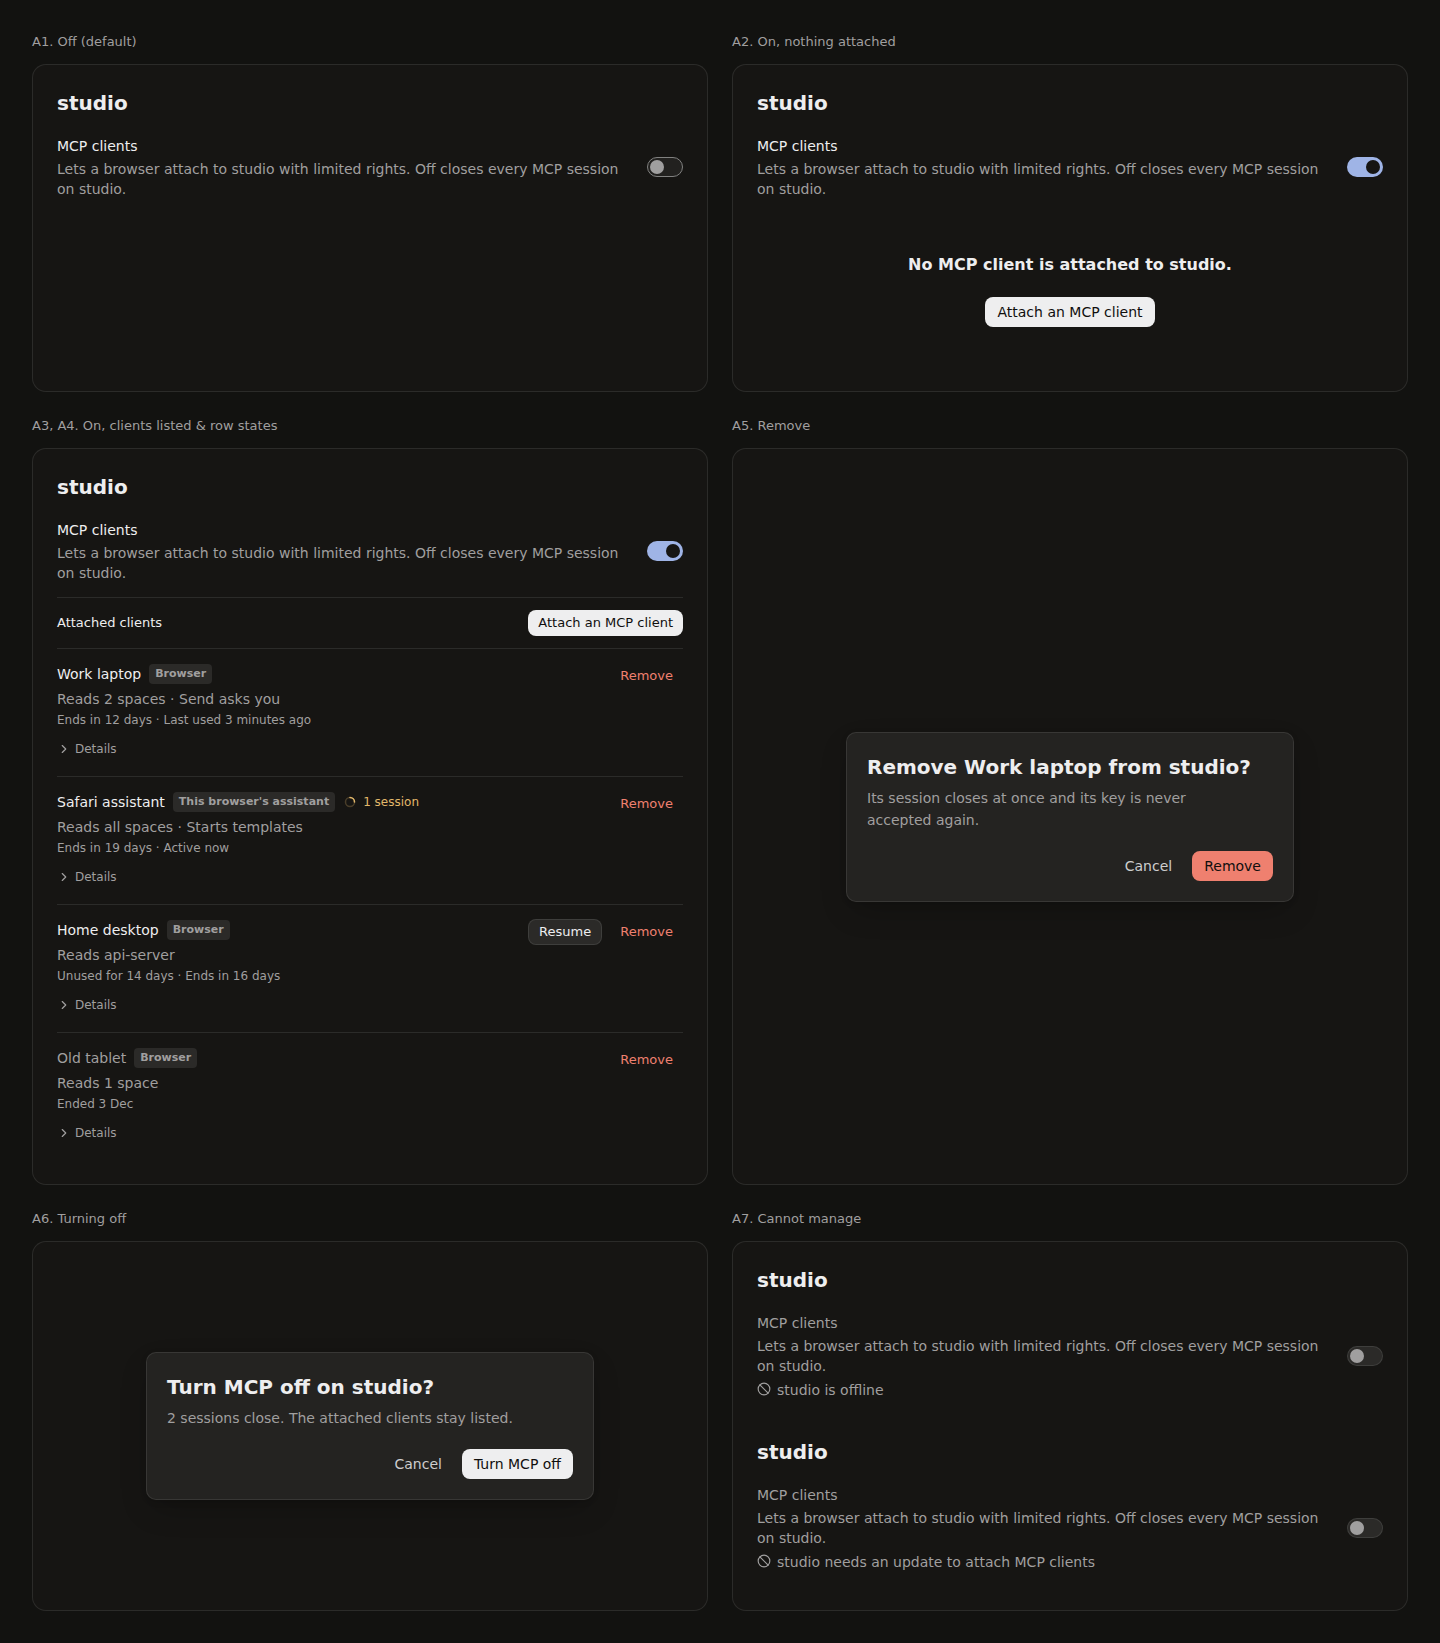 A1. Off (default)
studio
MCP clients
Lets a browser attach to studio with limited rights. Off closes every MCP session
on studio.
A2. On, nothing attached
studio
MCP clients
Lets a browser attach to studio with limited rights. Off closes every MCP session
on studio.
No MCP client is attached to studio.
Attach an MCP client
A3, A4. On, clients listed & row states
studio
MCP clients
Lets a browser attach to studio with limited rights. Off closes every MCP session
on studio.
Attached clients Attach an MCP client
Work laptop Browser Remove
Reads 2 spaces · Send asks you
Ends in 12 days · Last used 3 minutes ago
Details
Safari assistant This browser's assistant 1 session Remove
Reads all spaces · Starts templates
Ends in 19 days · Active now
Details
Home desktop Browser Resume Remove
Reads api-server
Unused for 14 days · Ends in 16 days
Details
Old tablet Browser Remove
Reads 1 space
Ended 3 Dec
Details
A5. Remove
Remove Work laptop from studio?
Its session closes at once and its key is never
accepted again.
Cancel Remove
A6. Turning off
Turn MCP off on studio?
2 sessions close. The attached clients stay listed.
Cancel Turn MCP off
A7. Cannot manage
studio
MCP clients
Lets a browser attach to studio with limited rights. Off closes every MCP session
on studio.
studio is offline
studio
MCP clients
Lets a browser attach to studio with limited rights. Off closes every MCP session
on studio.
studio needs an update to attach MCP clients